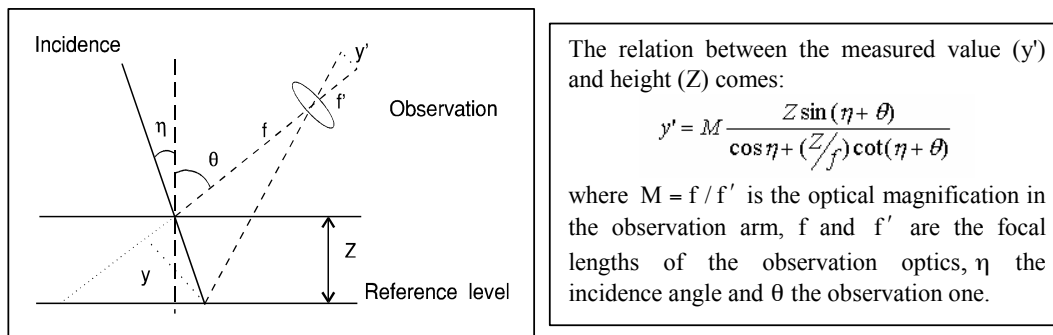 Incidence
η
θ
f
f'
y'
Observation
y
Z
Reference level
The relation between the measured value (y')
and height (Z) comes:
y' = M Z sin (η + θ) / cos η + (Z/f) cot(η + θ)
where M = f / f′ is the optical magnification in
the observation arm, f and f′ are the focal
lengths of the observation optics, η the
incidence angle and θ the observation one.